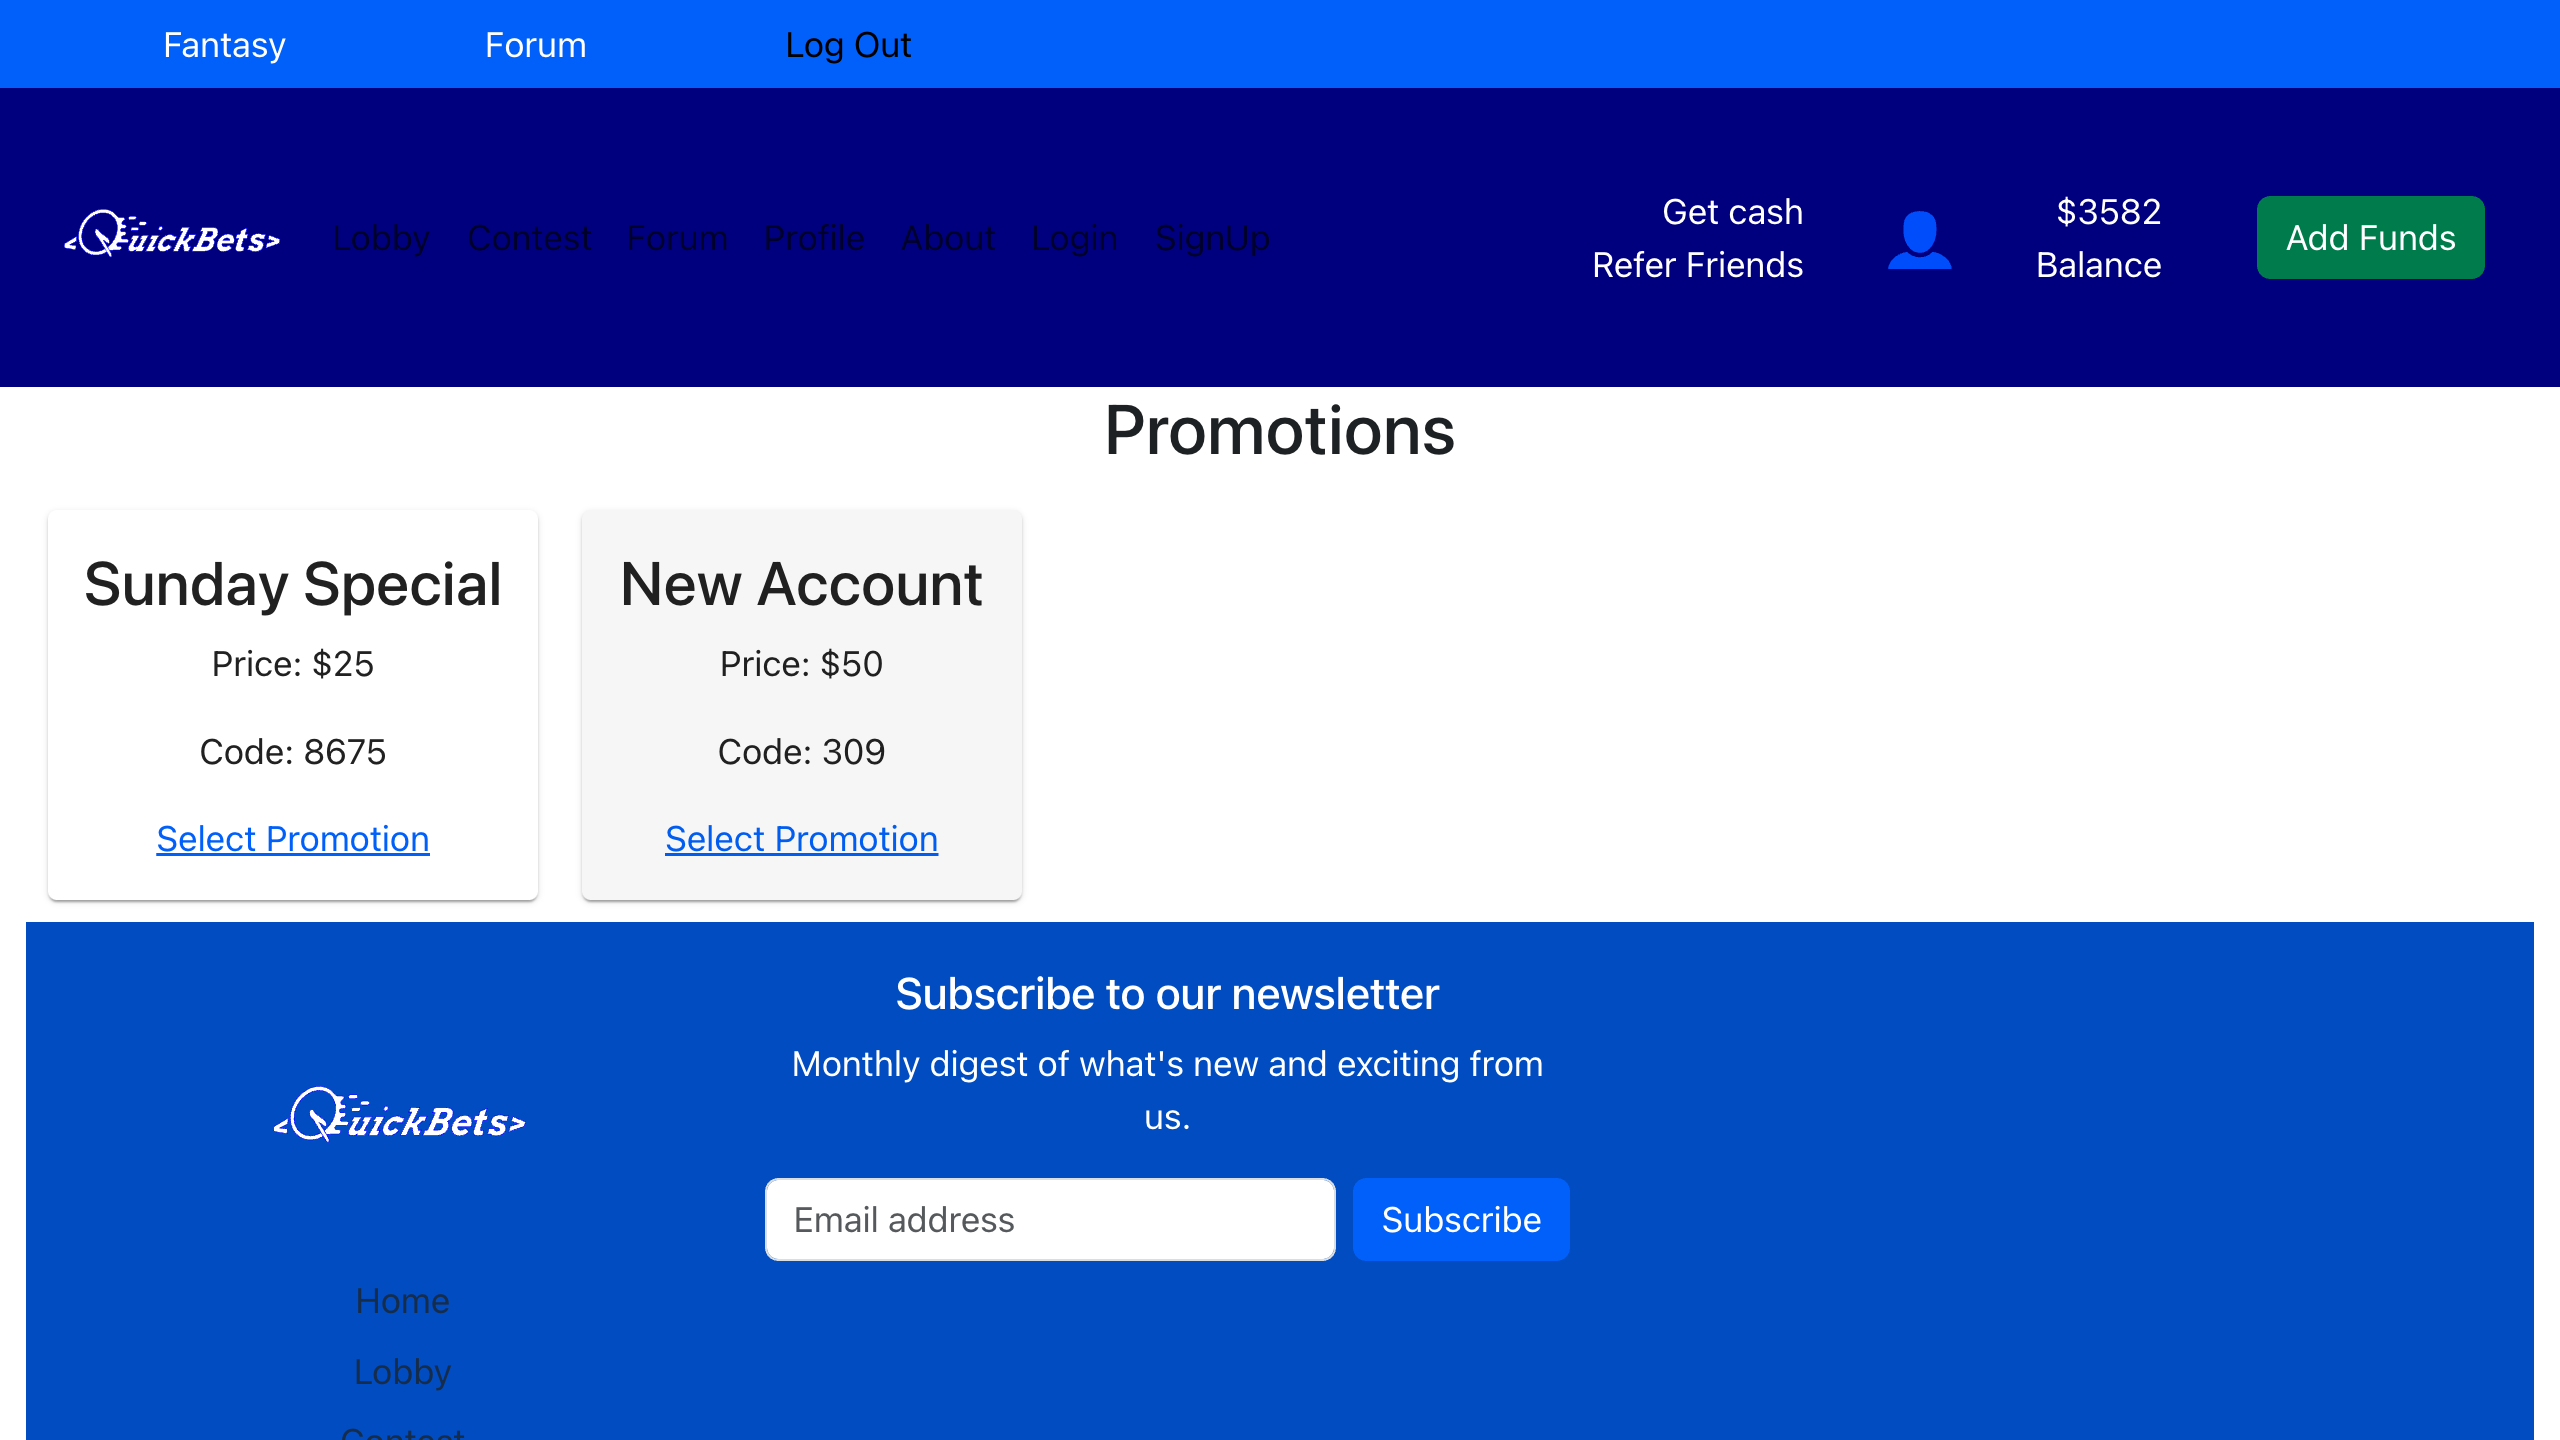 Fantasy Forum Log Out
<QuickBets> Lobby Contest Forum Profile About Login SignUp
Get cash
Refer Friends
$3582
Balance
Add Funds
Promotions
Sunday Special
Price: $25
Code: 8675
Select Promotion
New Account
Price: $50
Code: 309
Select Promotion
<QuickBets>
Home
Lobby
Contest
Subscribe to our newsletter
Monthly digest of what's new and exciting from
us.
Email address Subscribe